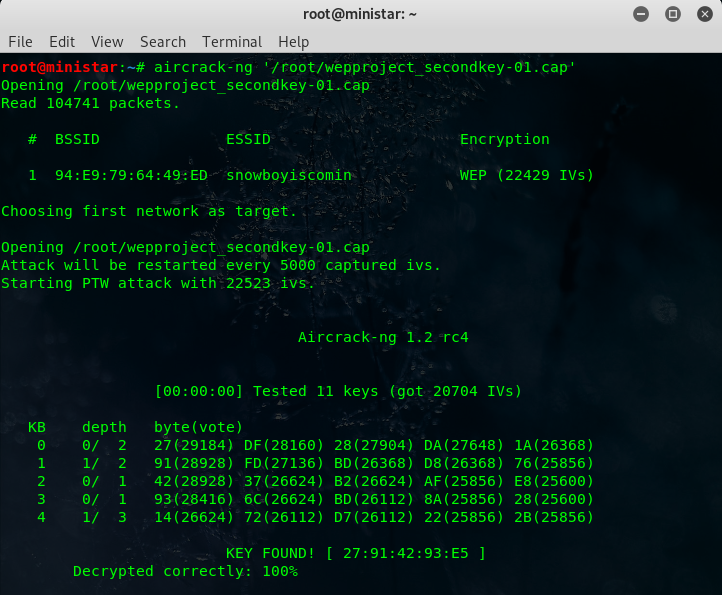 root@ministar: ~
File Edit View Search Terminal Help
root@ministar:~# aircrack-ng '/root/wepproject_secondkey-01.cap'
Opening /root/wepproject_secondkey-01.cap
Read 104741 packets.
# BSSID ESSID Encryption
1 94:E9:79:64:49:ED snowboyiscomin WEP (22429 IVs)
Choosing first network as target.
Opening /root/wepproject_secondkey-01.cap
Attack will be restarted every 5000 captured ivs.
Starting PTW attack with 22523 ivs.
Aircrack-ng 1.2 rc4
[00:00:00] Tested 11 keys (got 20704 IVs)
KB depth byte(vote)
0 0/ 2 27(29184) DF(28160) 28(27904) DA(27648) 1A(26368)
1 1/ 2 91(28928) FD(27136) BD(26368) D8(26368) 76(25856)
2 0/ 1 42(28928) 37(26624) B2(26624) AF(25856) E8(25600)
3 0/ 1 93(28416) 6C(26624) BD(26112) 8A(25856) 28(25600)
4 1/ 3 14(26624) 72(26112) D7(26112) 22(25856) 2B(25856)
KEY FOUND! [ 27:91:42:93:E5 ]
Decrypted correctly: 100%